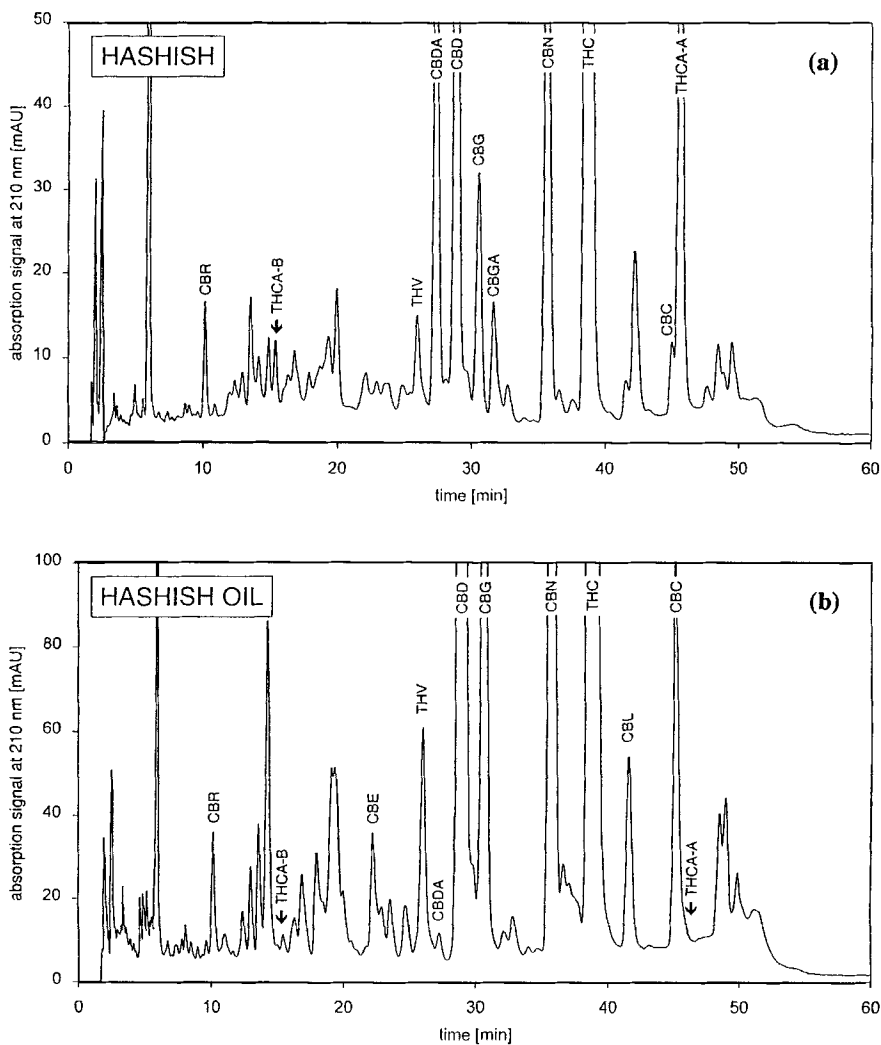 HASHISH
(a)
absorption signal at 210 nm [mAU]
50
40
30
20
10
0
CBR
THCA-B
THV
CBDA
CBD
CBG
CBGA
CBN
THC
CBC
THCA-A
0 10 20 30 40 50 60
time [min]
HASHISH OIL
(b)
absorption signal at 210 nm [mAU]
100
80
60
40
20
0
CBR
THCA-B
CBE
THV
CBDA
CBD
CBG
CBN
THC
CBL
CBC
THCA-A
0 10 20 30 40 50 60
time [min]